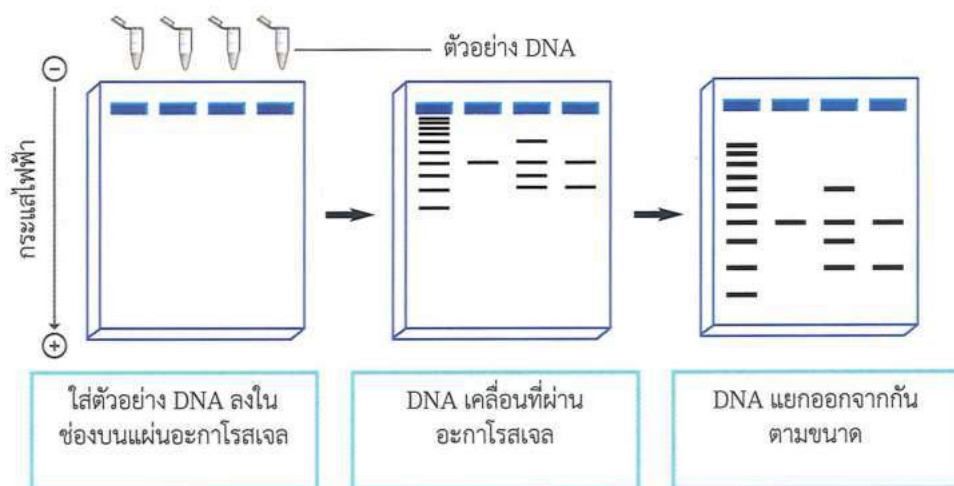 ตัวอย่าง DNA
−
กระแสไฟฟ้า
+
ใส่ตัวอย่าง DNA ลงใน
ช่องบนแผ่นอะกาโรสเจล
DNA เคลื่อนที่ผ่าน
อะกาโรสเจล
DNA แยกออกจากกัน
ตามขนาด